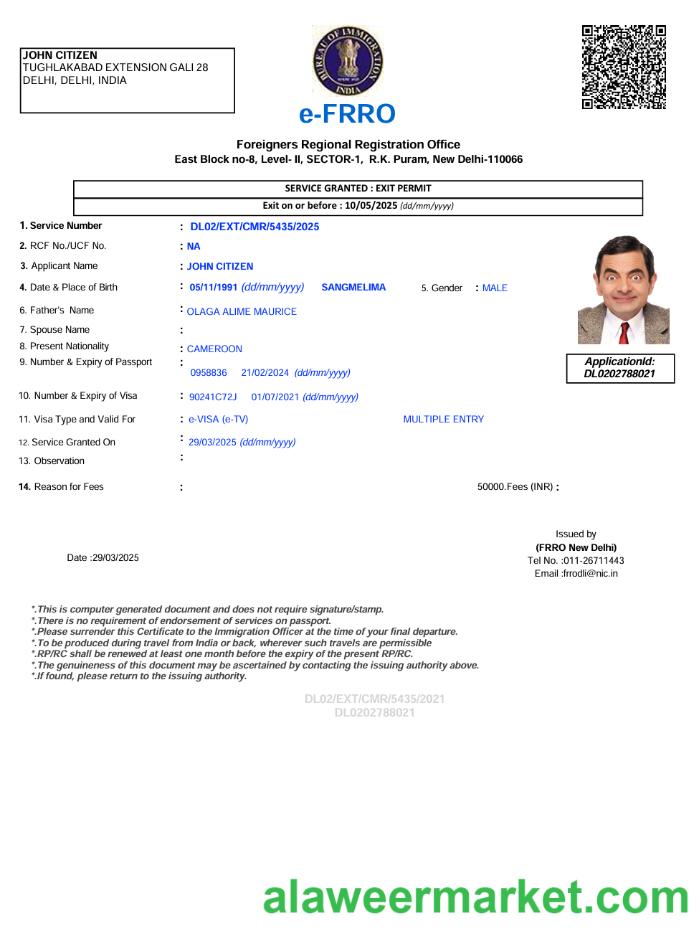 JOHN CITIZEN
TUGHLAKABAD EXTENSION GALI 28
DELHI, DELHI, INDIA
BUREAU OF IMMIGRATION
INDIA
e-FRRO
Foreigners Regional Registration Office
East Block no-8, Level- II, SECTOR-1, R.K. Puram, New Delhi-110066
SERVICE GRANTED : EXIT PERMIT
Exit on or before : 10/05/2025 (dd/mm/yyyy)
1. Service Number : DL02/EXT/CMR/5435/2025
2. RCF No./UCF No. : NA
3. Applicant Name : JOHN CITIZEN
4. Date & Place of Birth : 05/11/1991 (dd/mm/yyyy) SANGMELIMA 5. Gender : MALE
6. Father's Name : OLAGA ALIME MAURICE
7. Spouse Name :
8. Present Nationality : CAMEROON
9. Number & Expiry of Passport : 0958836 21/02/2024 (dd/mm/yyyy)
ApplicationId:
DL0202788021
10. Number & Expiry of Visa : 90241C72J 01/07/2021 (dd/mm/yyyy)
11. Visa Type and Valid For : e-VISA (e-TV) MULTIPLE ENTRY
12. Service Granted On : 29/03/2025 (dd/mm/yyyy)
13. Observation :
14. Reason for Fees : 50000.Fees (INR) :
Issued by
(FRRO New Delhi)
Date :29/03/2025
Tel No. :011-26711443
Email :frrodli@nic.in
*.This is computer generated document and does not require signature/stamp.
*.There is no requirement of endorsement of services on passport.
*.Please surrender this Certificate to the Immigration Officer at the time of your final departure.
*.To be produced during travel from India or back, wherever such travels are permissible
*.RP/RC shall be renewed at least one month before the expiry of the present RP/RC.
*.The genuineness of this document may be ascertained by contacting the issuing authority above.
*.If found, please return to the issuing authority.
DL02/EXT/CMR/5435/2021
DL0202788021
alaweermarket.com